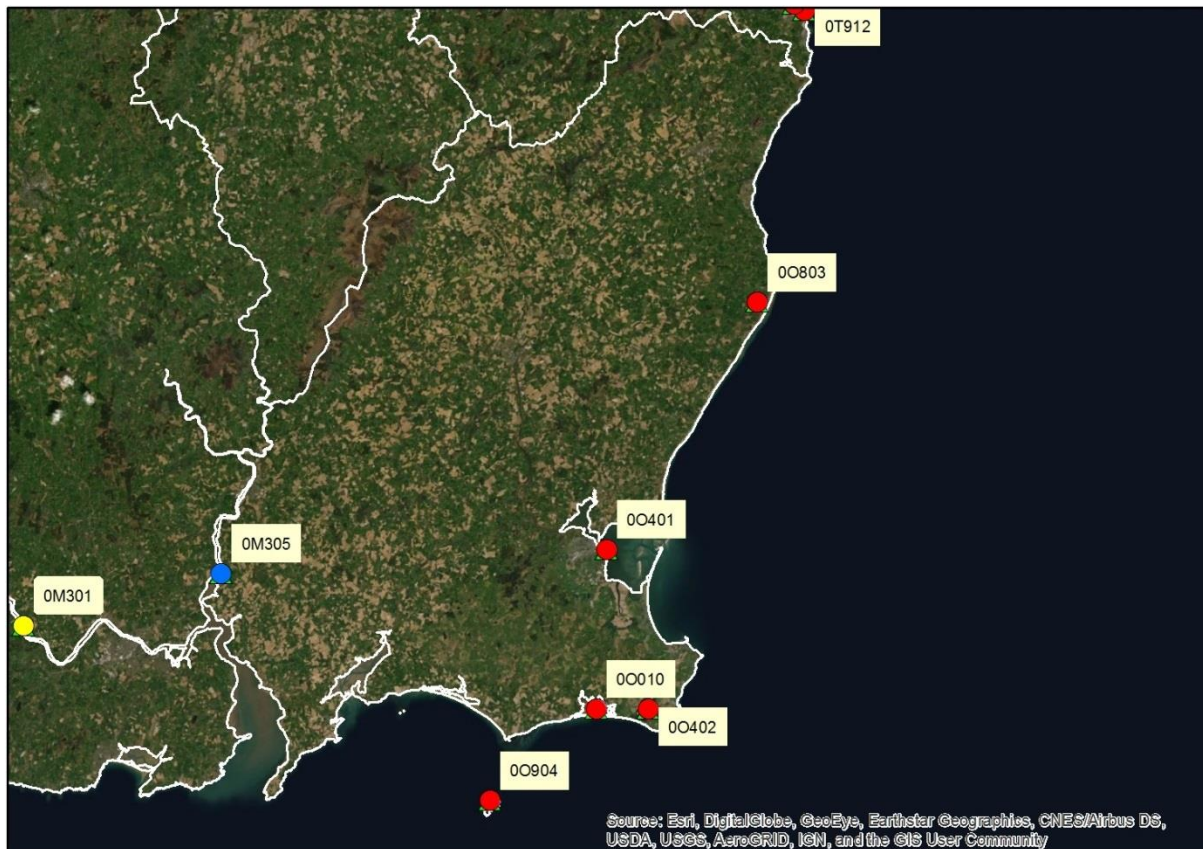 0T912
0O803
0O401
0M305
0M301
0O010
0O402
0O904
Source: Esri, DigitalGlobe, GeoEye, Earthstar Geographics, CNES/Airbus DS,
USDA, USGS, AeroGRID, IGN, and the GIS User Community